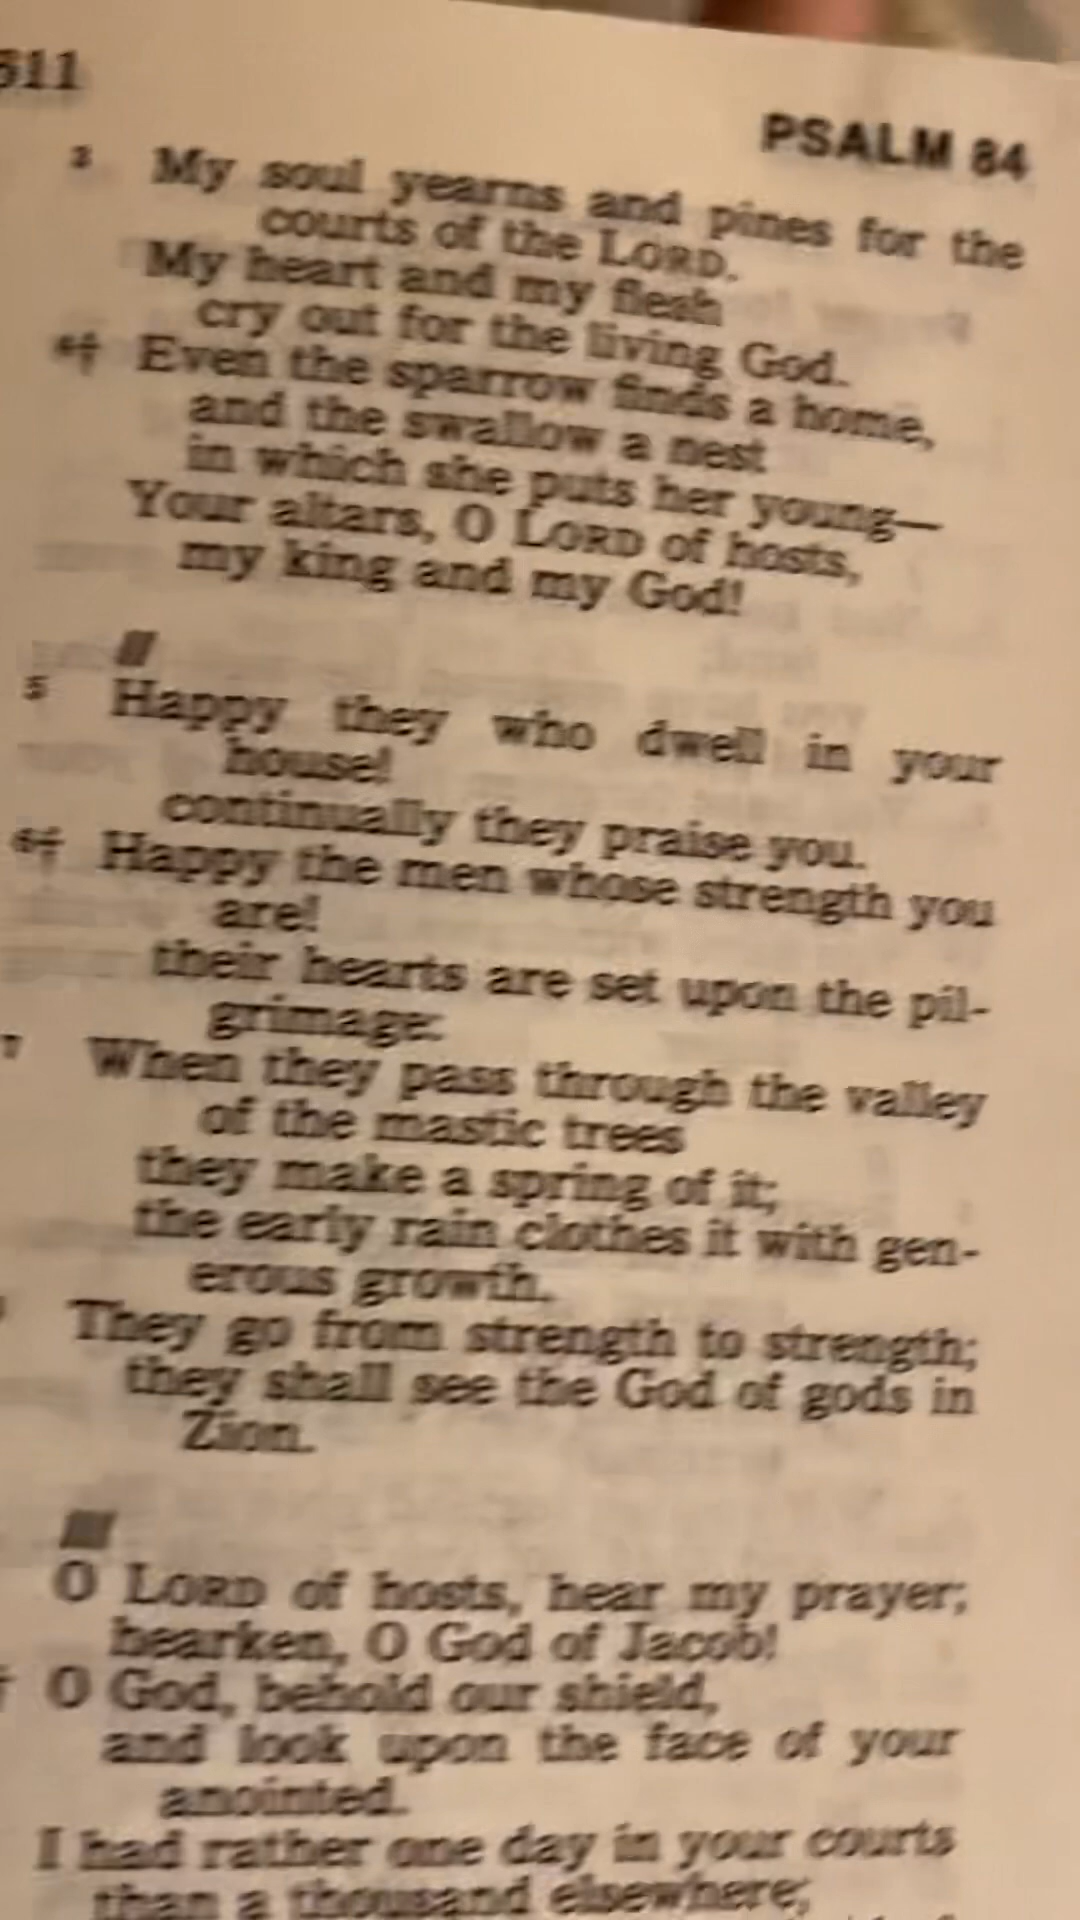 611
PSALM 84
3 My soul yearns and pines for the
courts of the LORD.
My heart and my flesh
cry out for the living God.
4† Even the sparrow finds a home,
and the swallow a nest
in which she puts her young—
Your altars, O LORD of hosts,
my king and my God!
II
5 Happy they who dwell in your
house!
continually they praise you.
6† Happy the men whose strength you
are!
their hearts are set upon the pil-
grimage:
7 When they pass through the valley
of the mastic trees
they make a spring of it;
the early rain clothes it with gen-
erous growth.
They go from strength to strength;
they shall see the God of gods in
Zion.
III
O LORD of hosts, hear my prayer;
hearken, O God of Jacob!
† O God, behold our shield,
and look upon the face of your
anointed.
I had rather one day in your courts
than a thousand elsewhere;